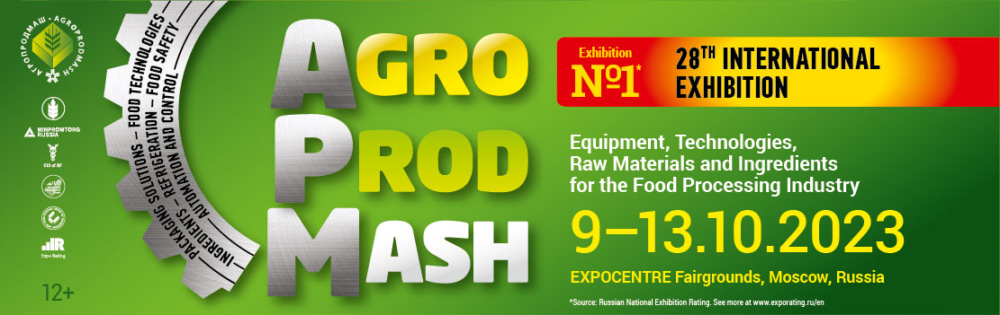 АГРОПРОДМАШ • AGROPRODMASH
MINPROMTORG
RUSSIA
CCI of RF
ufi
Expo Rating
12+
PACKAGING SOLUTIONS – FOOD TECHNOLOGIES
INGREDIENTS – REFRIGERATION – FOOD SAFETY
AUTOMATION AND CONTROL
AGRO
PROD
MASH
Exhibition
№1*
28TH INTERNATIONAL
EXHIBITION
Equipment, Technologies,
Raw Materials and Ingredients
for the Food Processing Industry
9–13.10.2023
EXPOCENTRE Fairgrounds, Moscow, Russia
*Source: Russian National Exhibition Rating. See more at www.exporating.ru/en